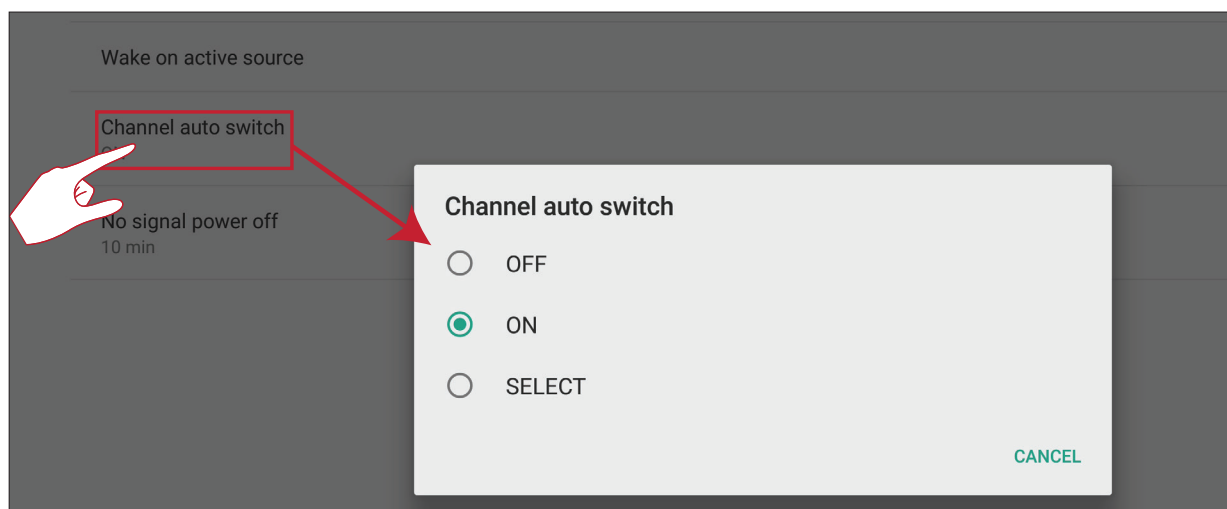 Wake on active source
Channel auto switch
No signal power off
10 min
Channel auto switch
OFF
ON
SELECT
CANCEL